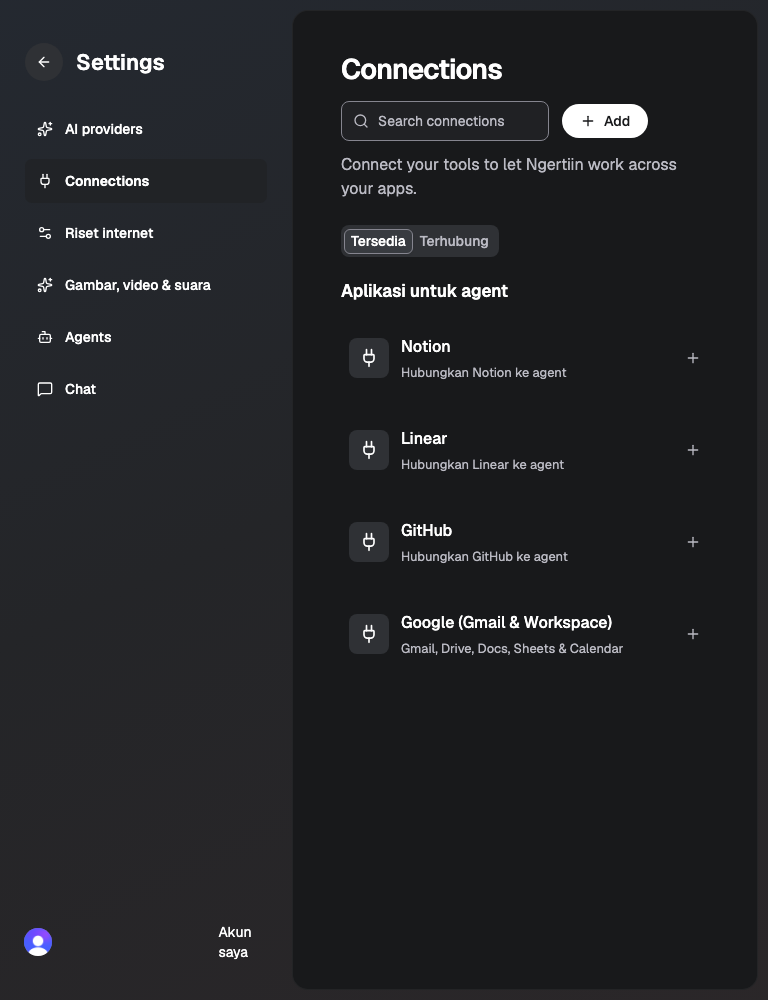 Settings
AI providers
Connections
Riset internet
Gambar, video & suara
Agents
Chat
Akun
saya
Connections
Search connections
Add
Connect your tools to let Ngertiin work across
your apps.
Tersedia
Terhubung
Aplikasi untuk agent
Notion
Hubungkan Notion ke agent
Linear
Hubungkan Linear ke agent
GitHub
Hubungkan GitHub ke agent
Google (Gmail & Workspace)
Gmail, Drive, Docs, Sheets & Calendar